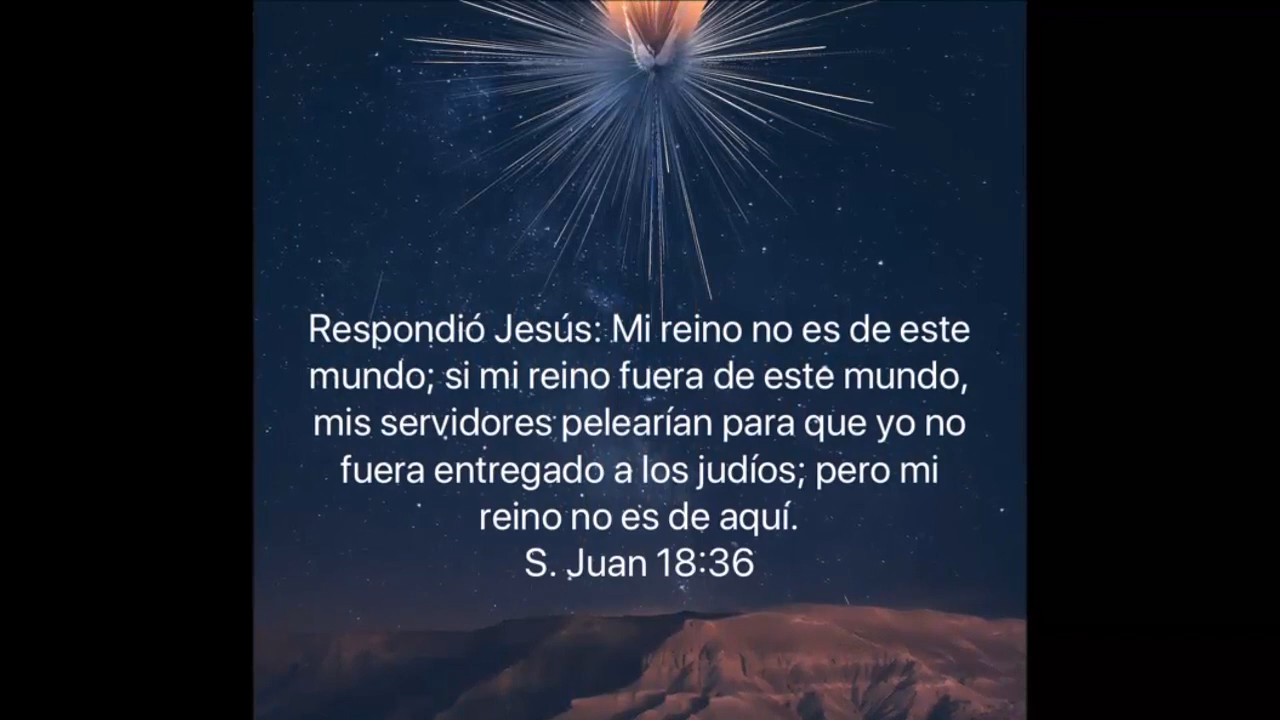 Respondió Jesús: Mi reino no es de este
mundo; si mi reino fuera de este mundo,
mis servidores pelearían para que yo no
fuera entregado a los judíos; pero mi
reino no es de aquí.
S. Juan 18:36